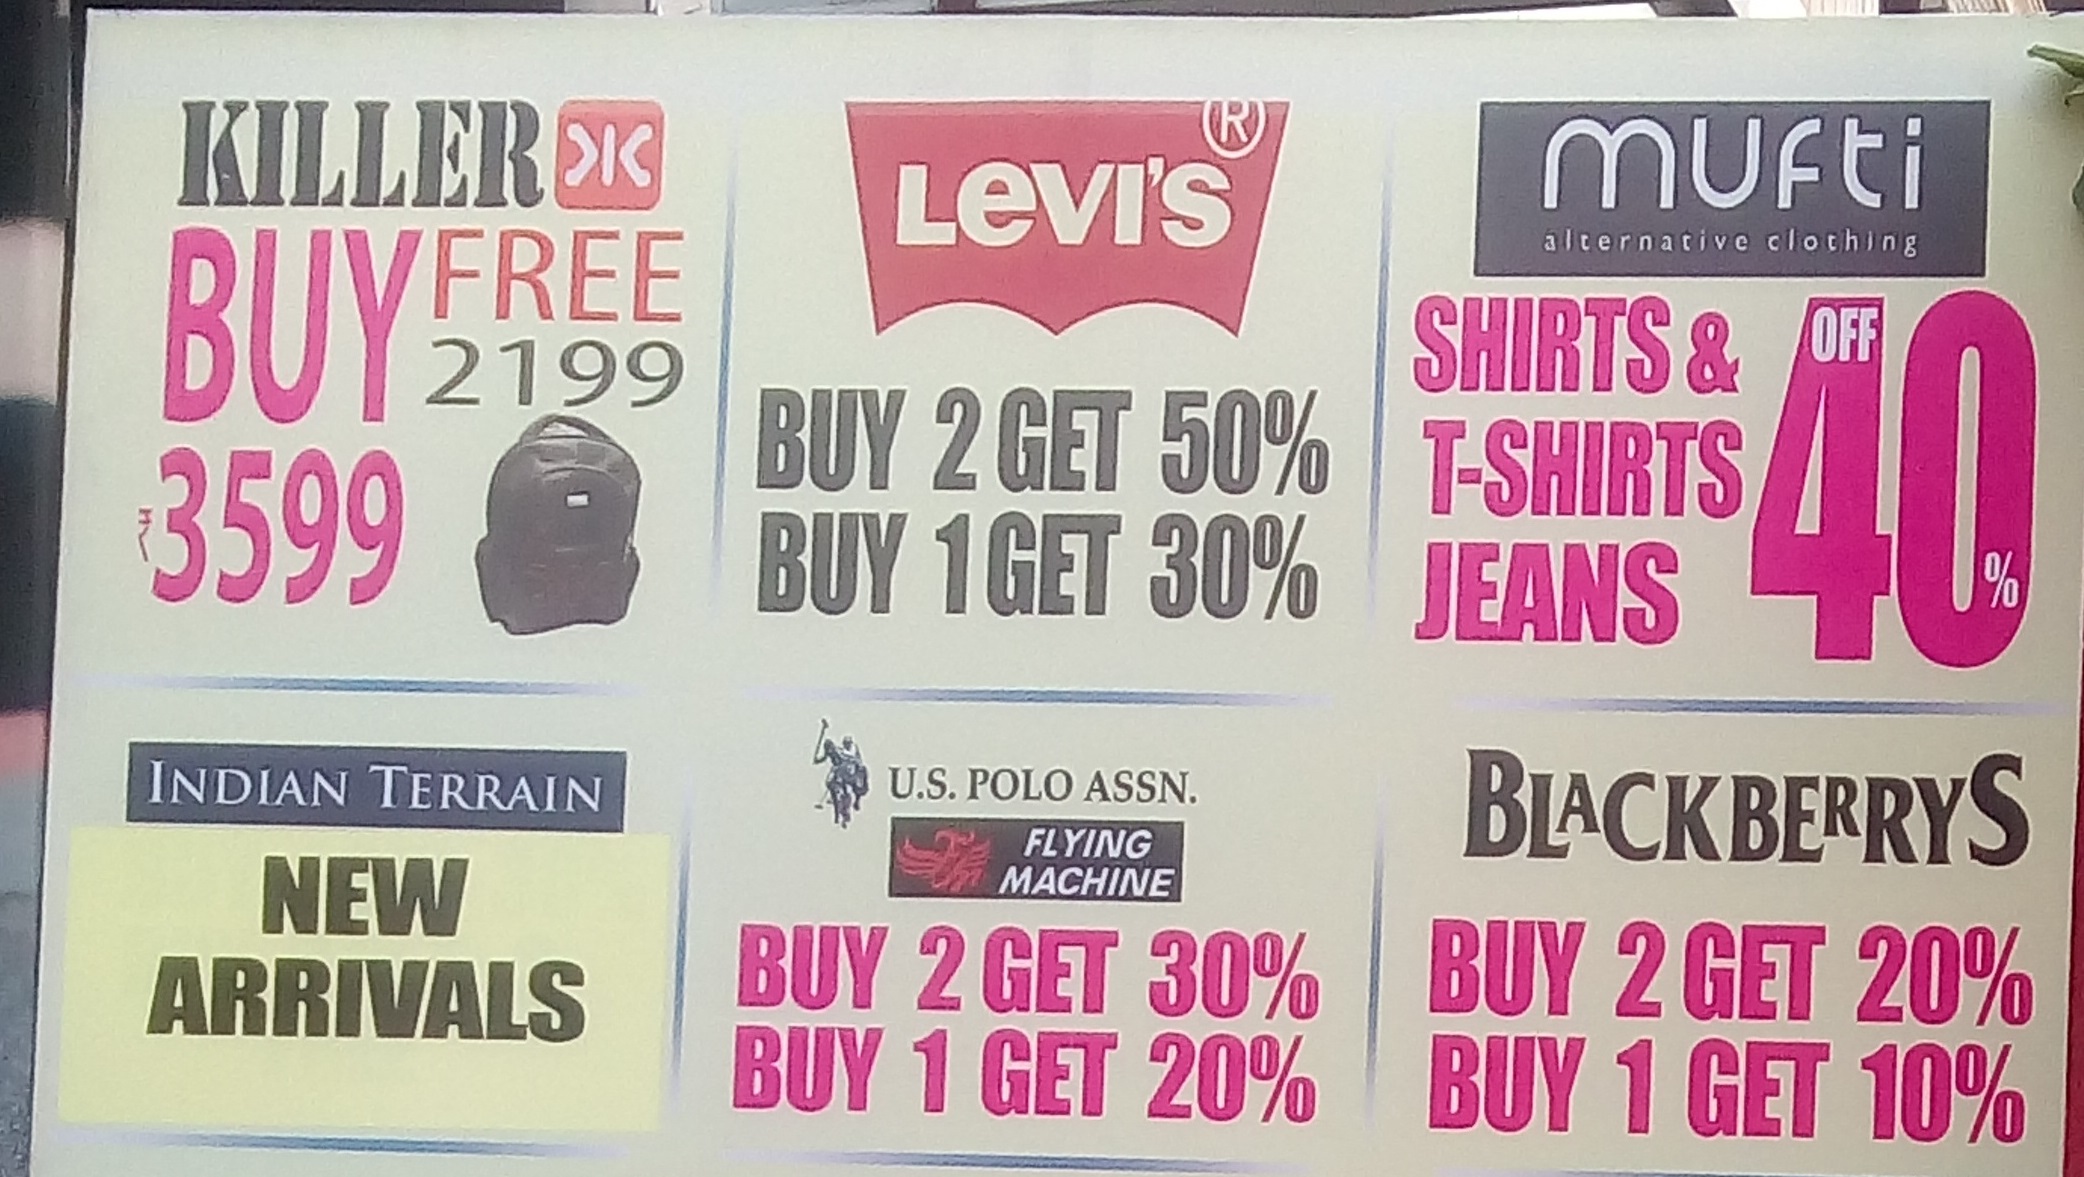 KILLER
BUY FREE
2199
₹3599
LEVI'S®
BUY 2 GET 50%
BUY 1 GET 30%
mufti
alternative clothing
SHIRTS &
T-SHIRTS
JEANS
OFF
40%
INDIAN TERRAIN
NEW
ARRIVALS
U.S. POLO ASSN.
FLYING
MACHINE
BUY 2 GET 30%
BUY 1 GET 20%
BLACKBERRYS
BUY 2 GET 20%
BUY 1 GET 10%